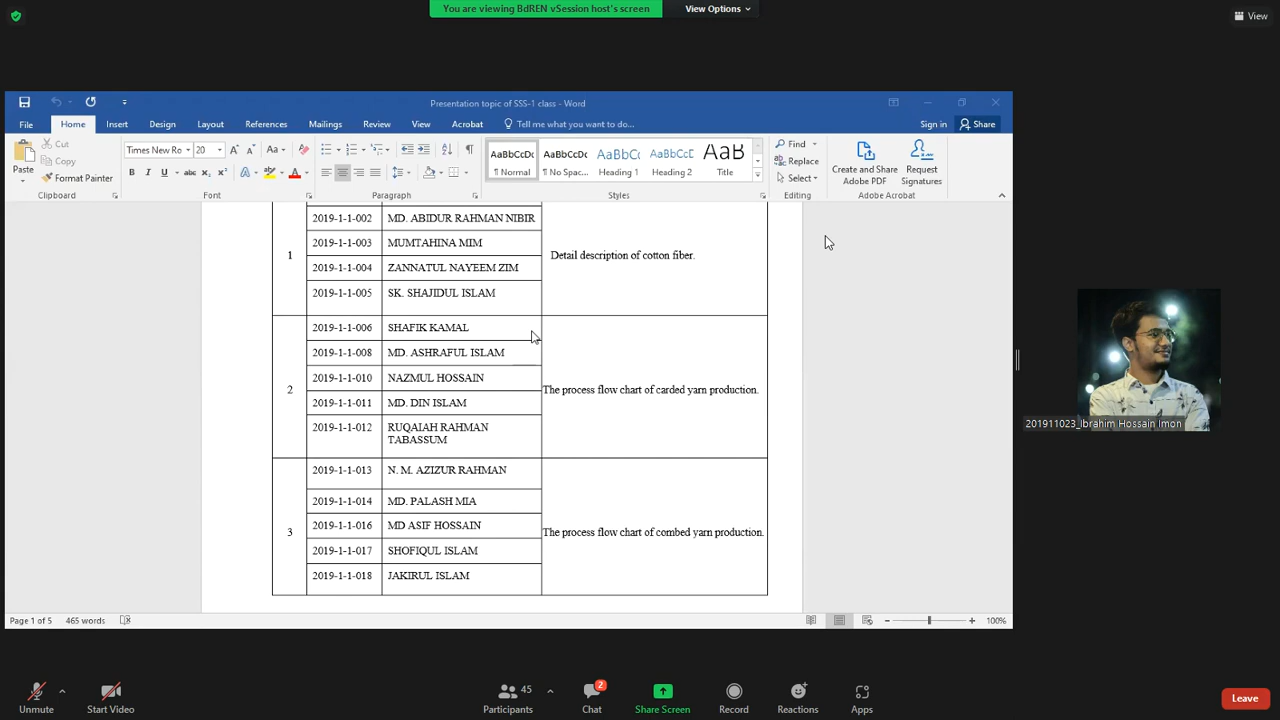 You are viewing BdREN vSession host's screen
View Options
View
Presentation topic of SSS-1 class - Word
File
Home
Insert
Design
Layout
References
Mailings
Review
View
Acrobat
Tell me what you want to do...
Sign in
Share
Paste
Cut
Copy
Format Painter
Clipboard
Times New Ro
20
Font
Paragraph
AaBbCcDc
¶ Normal
AaBbCcDc
¶ No Spac...
AaBbCc
Heading 1
AaBbCcC
Heading 2
AaB
Title
Styles
Find
Replace
Select
Editing
Create and Share
Adobe PDF
Request
Signatures
Adobe Acrobat
1
2019-1-1-002 MD. ABIDUR RAHMAN NIBIR
2019-1-1-003 MUMTAHINA MIM
2019-1-1-004 ZANNATUL NAYEEM ZIM
2019-1-1-005 SK. SHAJIDUL ISLAM
Detail description of cotton fiber.
2
2019-1-1-006 SHAFIK KAMAL
2019-1-1-008 MD. ASHRAFUL ISLAM
2019-1-1-010 NAZMUL HOSSAIN
2019-1-1-011 MD. DIN ISLAM
2019-1-1-012 RUQAIAH RAHMAN
TABASSUM
The process flow chart of carded yarn production.
3
2019-1-1-013 N. M. AZIZUR RAHMAN
2019-1-1-014 MD. PALASH MIA
2019-1-1-016 MD ASIF HOSSAIN
2019-1-1-017 SHOFIQUL ISLAM
2019-1-1-018 JAKIRUL ISLAM
The process flow chart of combed yarn production.
201911023_Ibrahim Hossain Imon
Page 1 of 5
465 words
100%
Unmute
Start Video
45
Participants
2
Chat
Share Screen
Record
Reactions
Apps
Leave